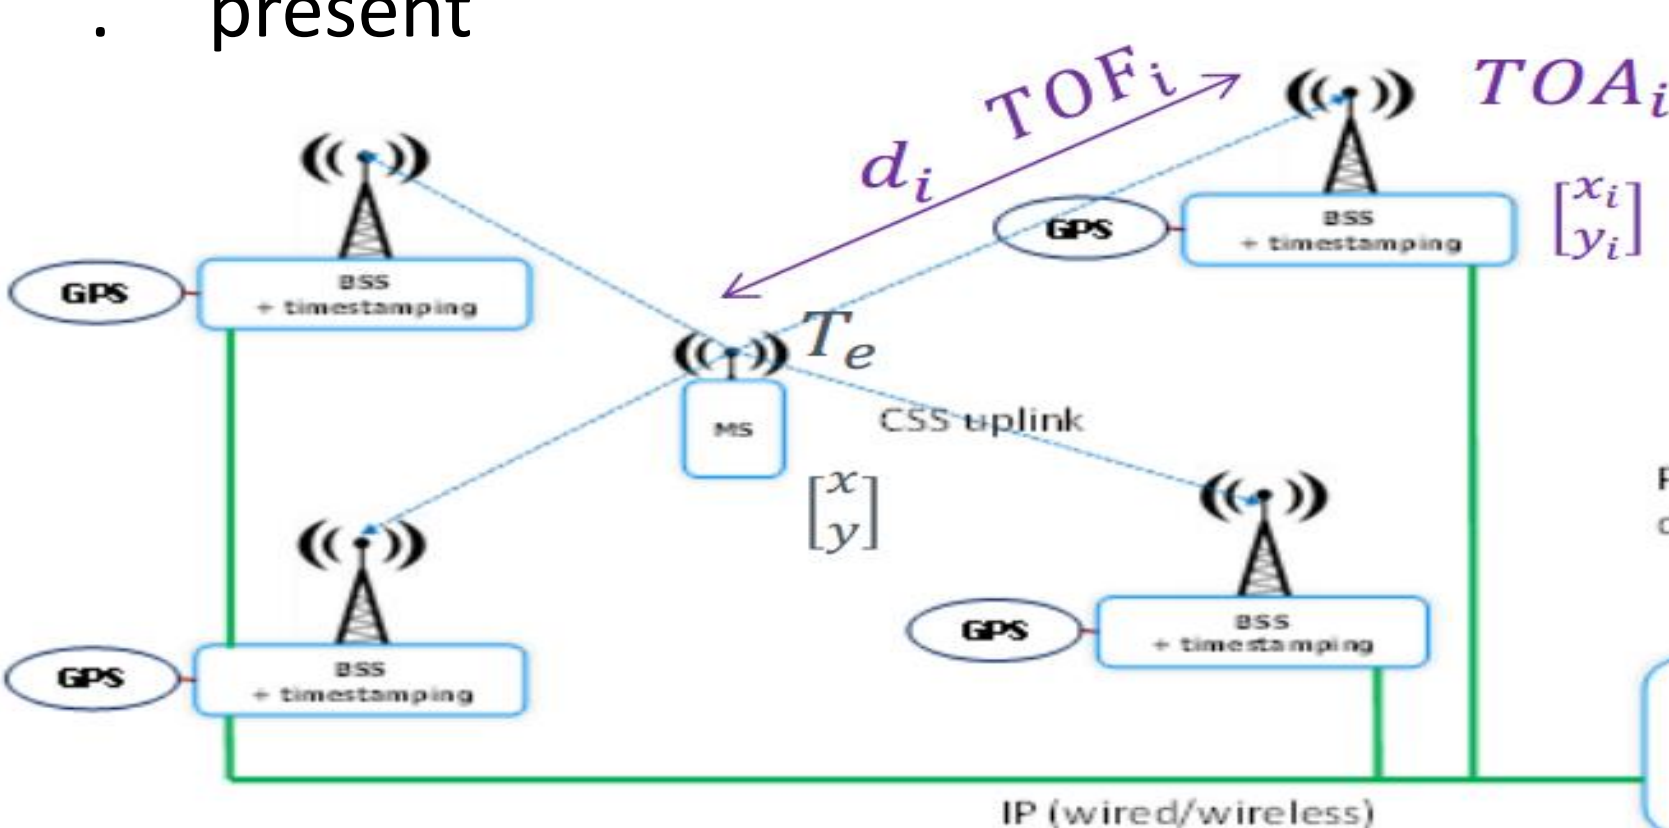 . present
TOF_i
TOA_i
d_i
[x_i
y_i]
GPS
BSS
+ timestamping
GPS
BSS
+ timestamping
T_e
MS
CSS uplink
[x
y]
GPS
BSS
+ timestamping
GPS
BSS
+ timestamping
IP (wired/wireless)